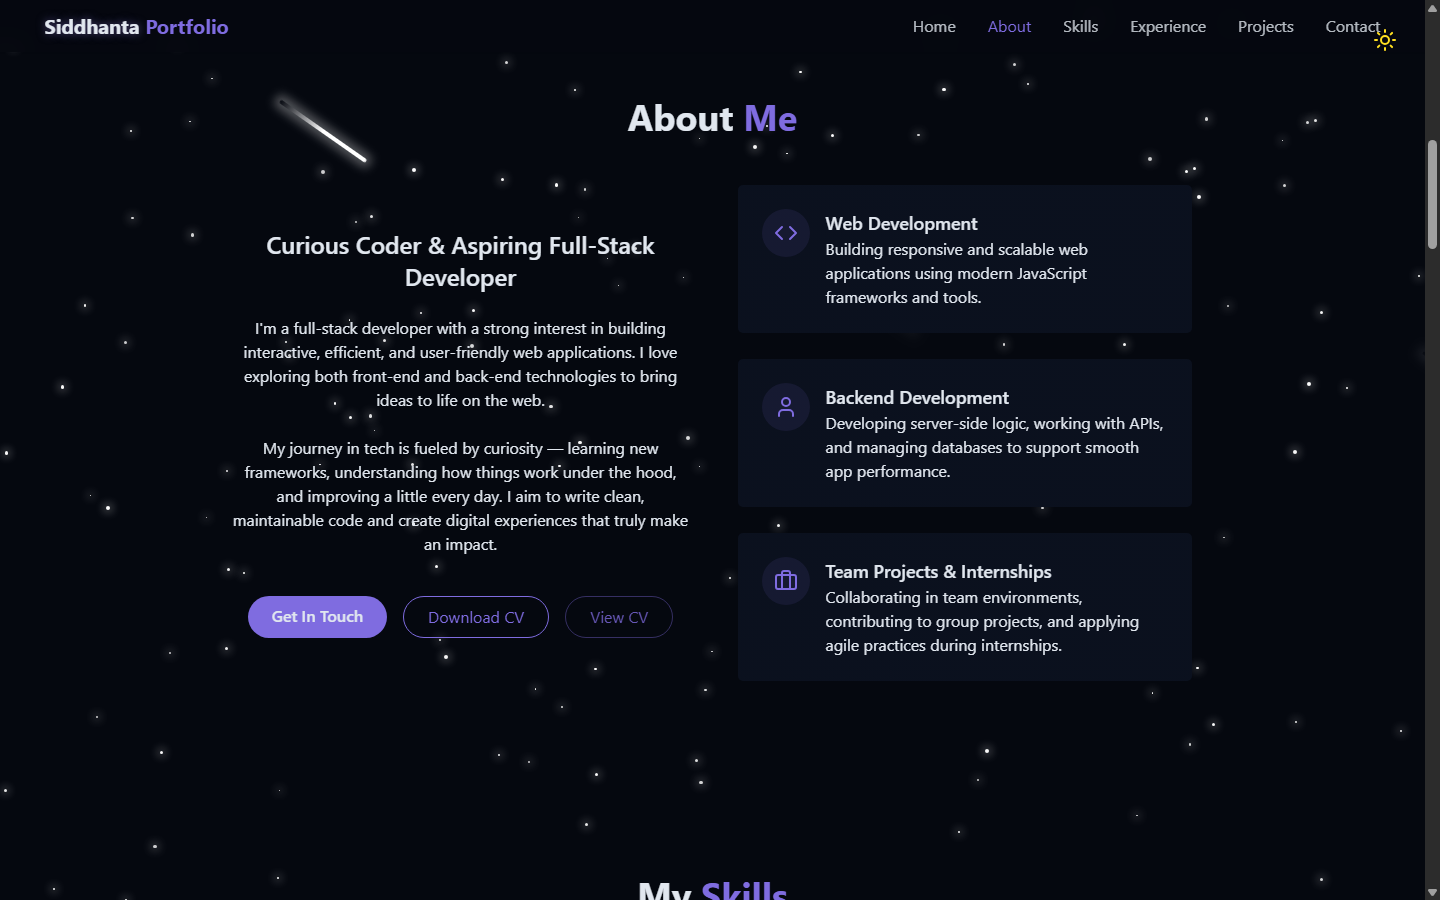 Siddhanta Portfolio
Home
About
Skills
Experience
Projects
Contact
About Me
Curious Coder & Aspiring Full-Stack
Developer
I'm a full-stack developer with a strong interest in building
interactive, efficient, and user-friendly web applications. I love
exploring both front-end and back-end technologies to bring
ideas to life on the web.
My journey in tech is fueled by curiosity — learning new
frameworks, understanding how things work under the hood,
and improving a little every day. I aim to write clean,
maintainable code and create digital experiences that truly make
an impact.
Get In Touch
Download CV
View CV
Web Development
Building responsive and scalable web
applications using modern JavaScript
frameworks and tools.
Backend Development
Developing server-side logic, working with APIs,
and managing databases to support smooth
app performance.
Team Projects & Internships
Collaborating in team environments,
contributing to group projects, and applying
agile practices during internships.
My Skills